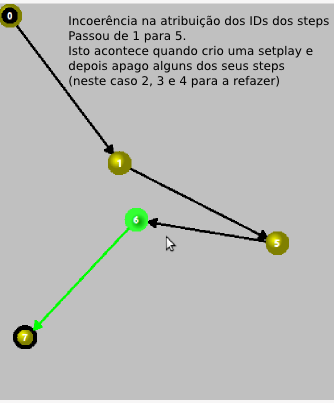 0
Incoerência na atribuição dos IDs dos steps
Passou de 1 para 5.
Isto acontece quando crio uma setplay e
depois apago alguns dos seus steps
(neste caso 2, 3 e 4 para a refazer)
1
6
5
7